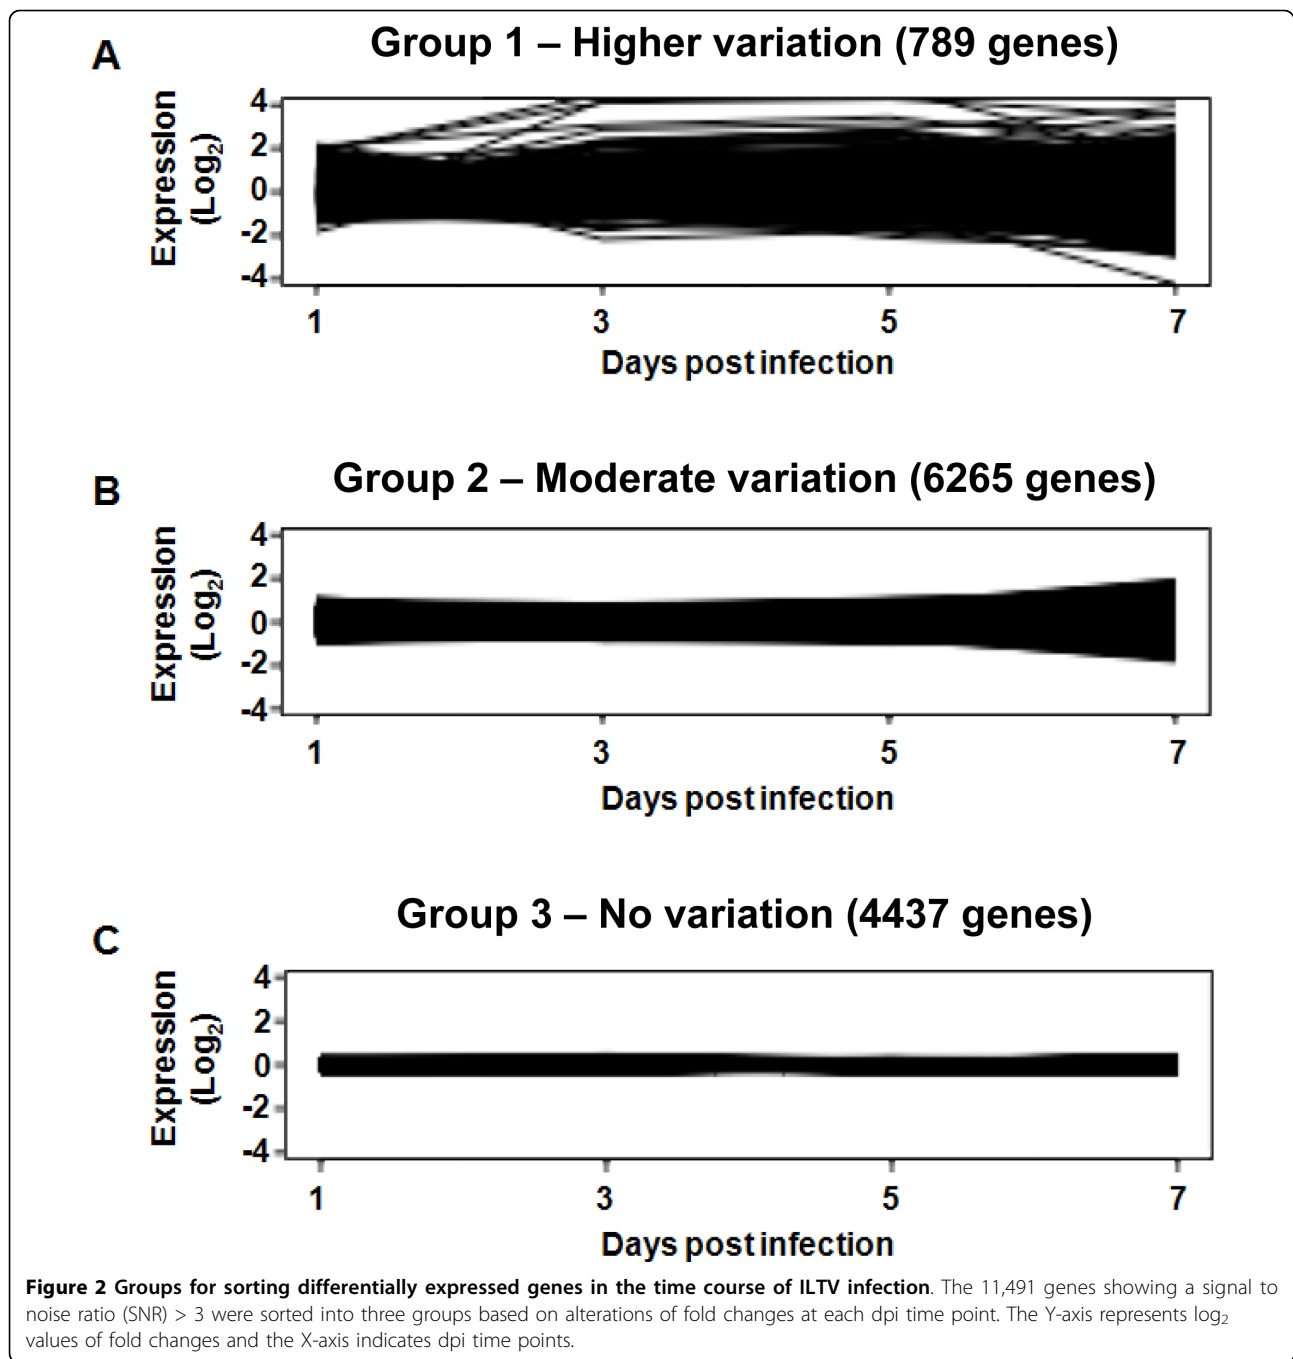 A
Group 1 – Higher variation (789 genes)
Expression
(Log2)
4
2
0
-2
-4
1 3 5 7
Days post infection
B
Group 2 – Moderate variation (6265 genes)
Expression
(Log2)
4
2
0
-2
-4
1 3 5 7
Days post infection
C
Group 3 – No variation (4437 genes)
Expression
(Log2)
4
2
0
-2
-4
1 3 5 7
Days post infection
Figure 2 Groups for sorting differentially expressed genes in the time course of ILTV infection. The 11,491 genes showing a signal to
noise ratio (SNR) > 3 were sorted into three groups based on alterations of fold changes at each dpi time point. The Y-axis represents log2
values of fold changes and the X-axis indicates dpi time points.